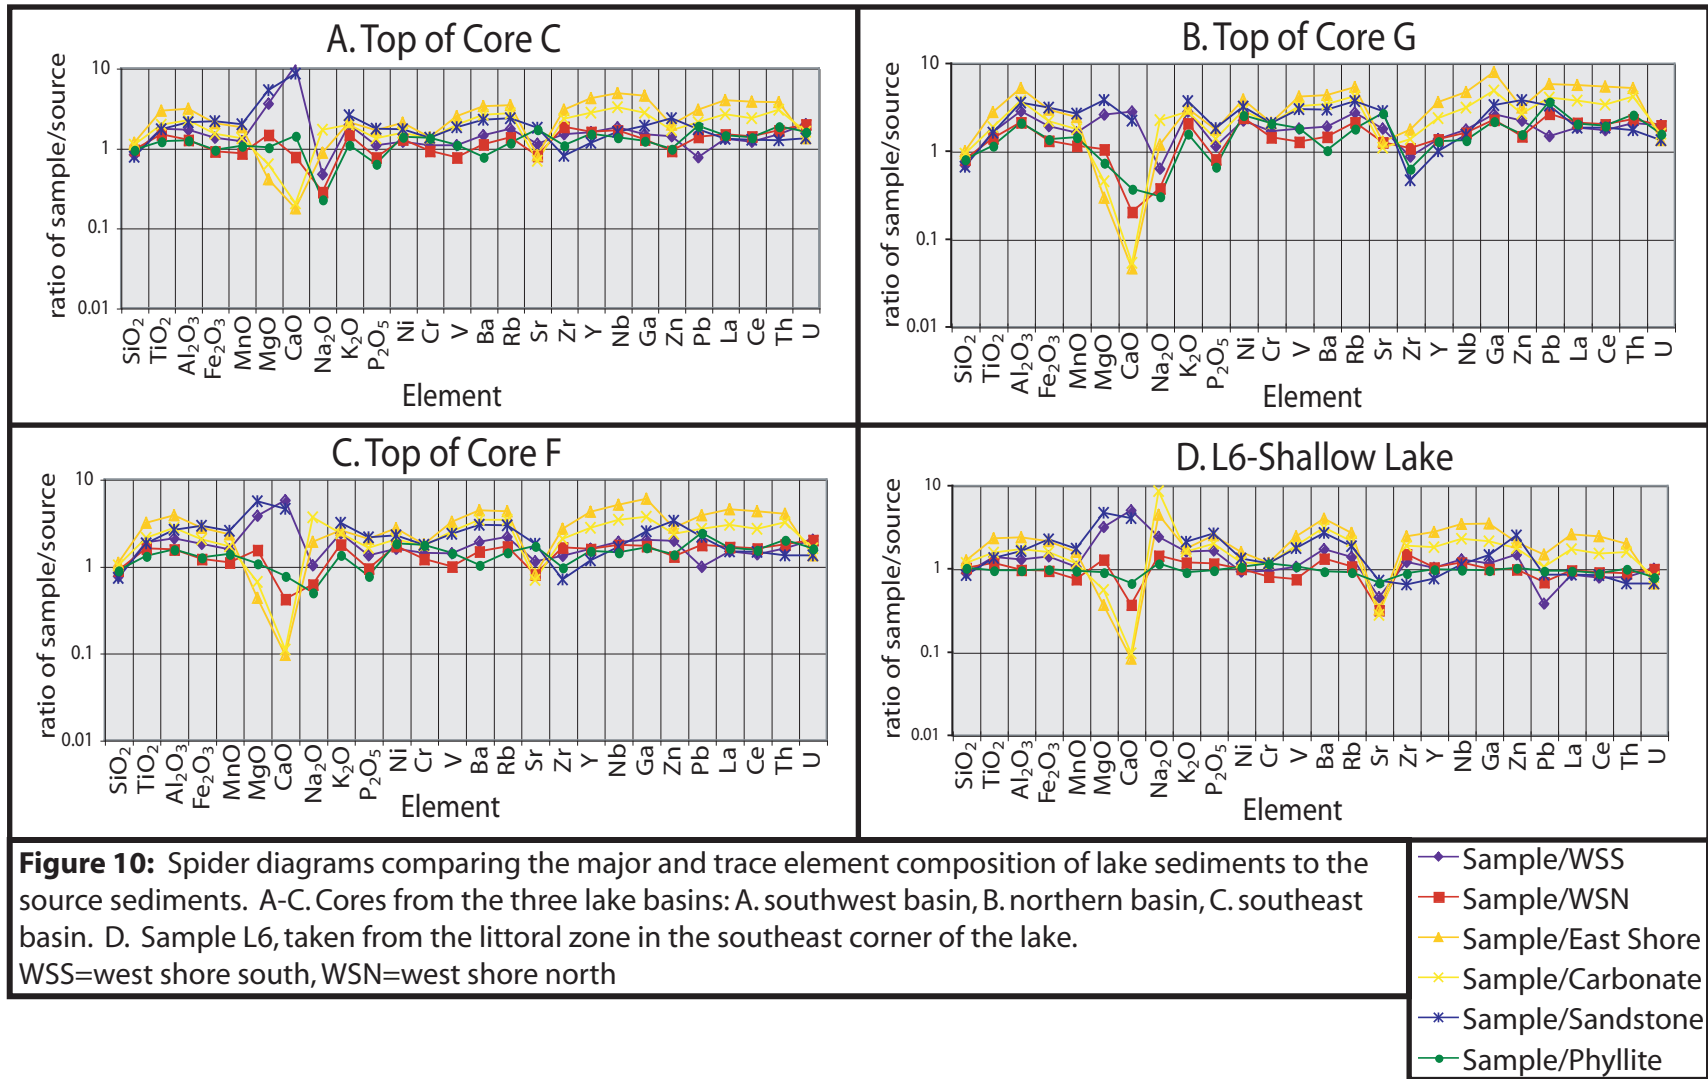 A. Top of Core C
ratio of sample/source
10
1
0.1
0.01
SiO₂ TiO₂ Al₂O₃ Fe₂O₃ MnO MgO CaO Na₂O K₂O P₂O₅ Ni Cr V Ba Rb Sr Zr Y Nb Ga Zn Pb La Ce Th U
Element
B. Top of Core G
ratio of sample/source
10
1
0.1
0.01
SiO₂ TiO₂ Al₂O₃ Fe₂O₃ MnO MgO CaO Na₂O K₂O P₂O₅ Ni Cr V Ba Rb Sr Zr Y Nb Ga Zn Pb La Ce Th U
Element
C. Top of Core F
ratio of sample/source
10
1
0.1
0.01
SiO₂ TiO₂ Al₂O₃ Fe₂O₃ MnO MgO CaO Na₂O K₂O P₂O₅ Ni Cr V Ba Rb Sr Zr Y Nb Ga Zn Pb La Ce Th U
Element
D. L6-Shallow Lake
ratio of sample/source
10
1
0.1
0.01
SiO₂ TiO₂ Al₂O₃ Fe₂O₃ MnO MgO CaO Na₂O K₂O P₂O₅ Ni Cr V Ba Rb Sr Zr Y Nb Ga Zn Pb La Ce Th U
Element
Figure 10: Spider diagrams comparing the major and trace element composition of lake sediments to the
source sediments. A-C. Cores from the three lake basins: A. southwest basin, B. northern basin, C. southeast
basin. D. Sample L6, taken from the littoral zone in the southeast corner of the lake.
WSS=west shore south, WSN=west shore north
Sample/WSS
Sample/WSN
Sample/East Shore
Sample/Carbonate
Sample/Sandstone
Sample/Phyllite